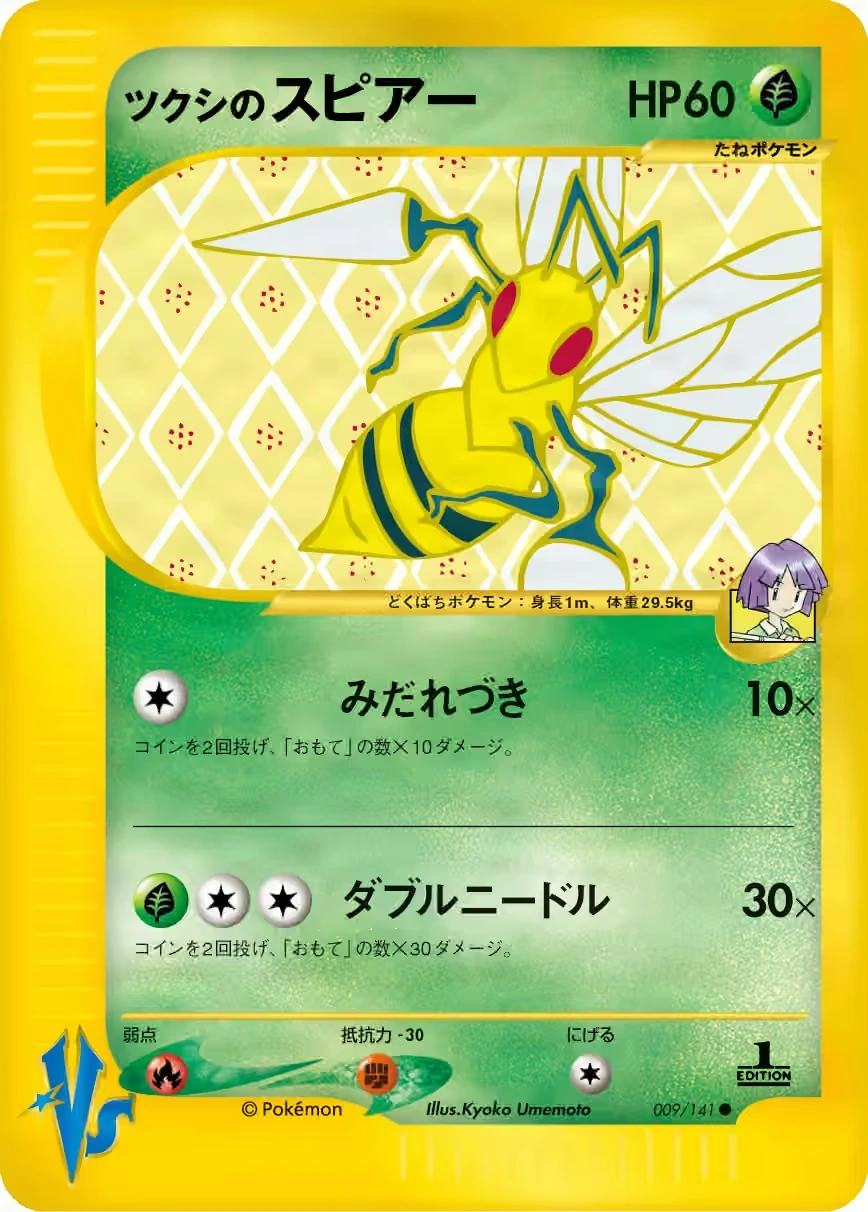 ツクシのスピアー HP60
たねポケモン
どくばちポケモン：身長1m、体重29.5kg
みだれづき 10×
コインを2回投げ、「おもて」の数×10ダメージ。
ダブルニードル 30×
コインを2回投げ、「おもて」の数×30ダメージ。
弱点 抵抗力 -30 にげる
1
EDITION
VS
© Pokémon Illus.Kyoko Umemoto 009/141●